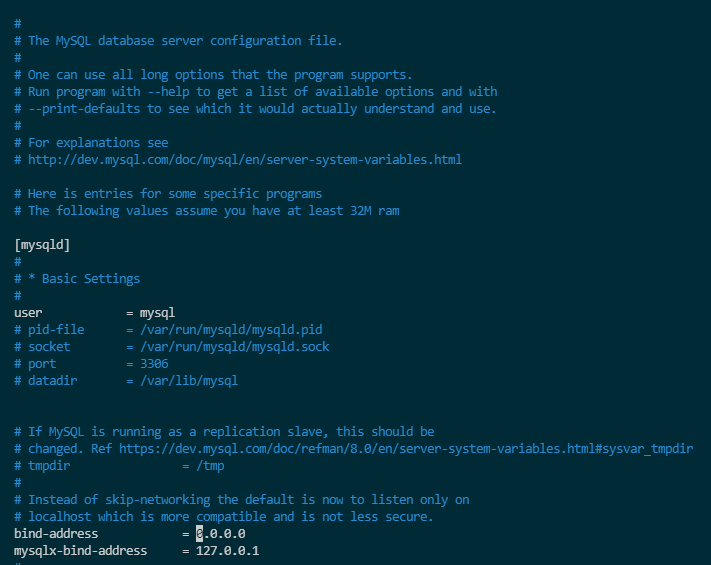 #
# The MySQL database server configuration file.
#
# One can use all long options that the program supports.
# Run program with --help to get a list of available options and with
# --print-defaults to see which it would actually understand and use.
#
# For explanations see
# http://dev.mysql.com/doc/mysql/en/server-system-variables.html
# Here is entries for some specific programs
# The following values assume you have at least 32M ram
[mysqld]
#
# * Basic Settings
#
user = mysql
# pid-file = /var/run/mysqld/mysqld.pid
# socket = /var/run/mysqld/mysqld.sock
# port = 3306
# datadir = /var/lib/mysql
# If MySQL is running as a replication slave, this should be
# changed. Ref https://dev.mysql.com/doc/refman/8.0/en/server-system-variables.html#sysvar_tmpdir
# tmpdir = /tmp
#
# Instead of skip-networking the default is now to listen only on
# localhost which is more compatible and is not less secure.
bind-address = 0.0.0.0
mysqlx-bind-address = 127.0.0.1
#